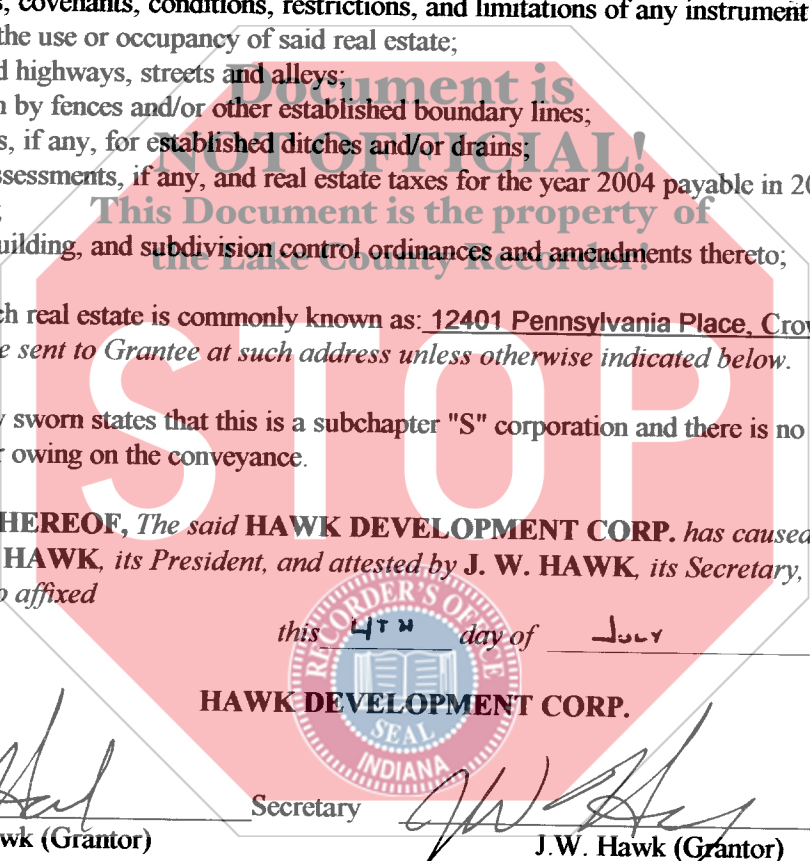 s, covenants, conditions, restrictions, and limitations of any instrument
the use or occupancy of said real estate;
d highways, streets and alleys;
n by fences and/or other established boundary lines;
s, if any, for established ditches and/or drains;
ssessments, if any, and real estate taxes for the year 2004 payable in 20
;
uilding, and subdivision control ordinances and amendments thereto;
ch real estate is commonly known as: 12401 Pennsylvania Place, Crow
e sent to Grantee at such address unless otherwise indicated below.
y sworn states that this is a subchapter "S" corporation and there is no
r owing on the conveyance.
HEREOF, The said HAWK DEVELOPMENT CORP. has caused
HAWK, its President, and attested by J. W. HAWK, its Secretary,
o affixed
this 4TH day of JULY
HAWK DEVELOPMENT CORP.
Secretary
wk (Grantor) J.W. Hawk (Grantor)
Document is
NOT OFFICIAL!
This Document is the property of
the Lake County Recorder!
STOP
RECORDER'S OFFICE
SEAL
INDIANA